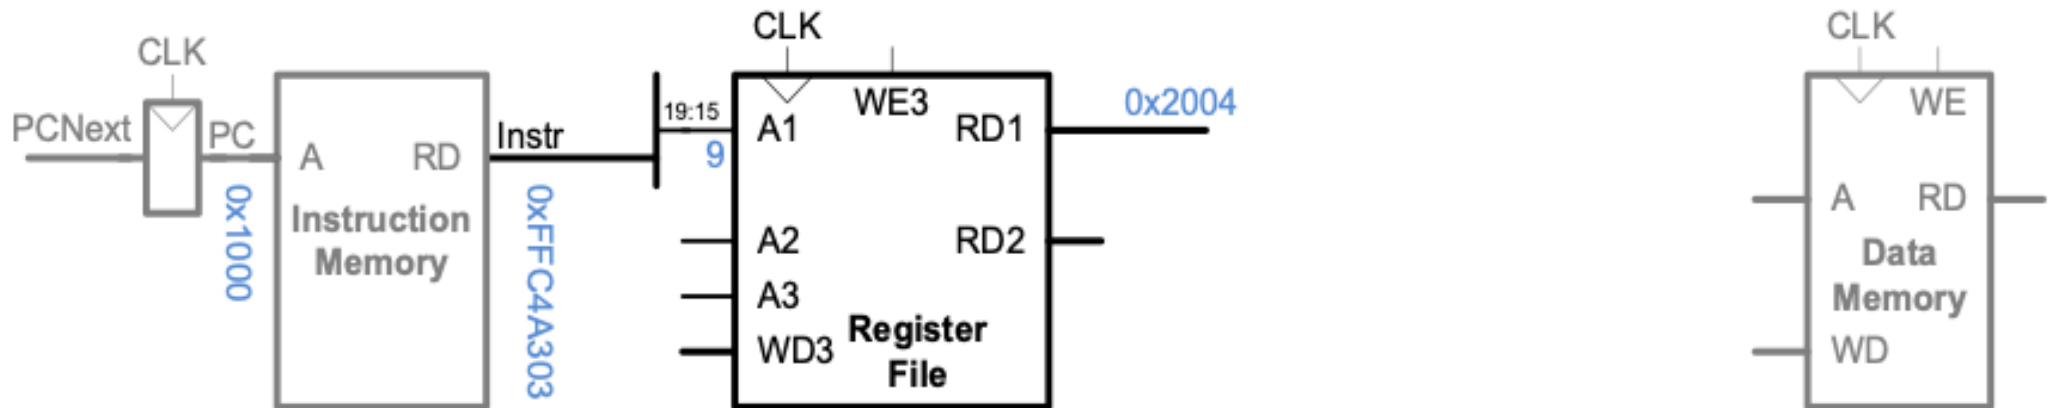 CLK
PCNext
PC
0x1000
A
RD
Instruction
Memory
Instr
0xFFC4A303
19:15
9
CLK
WE3
A1
RD1
0x2004
A2
RD2
A3
WD3
Register
File
CLK
WE
A
RD
Data
Memory
WD